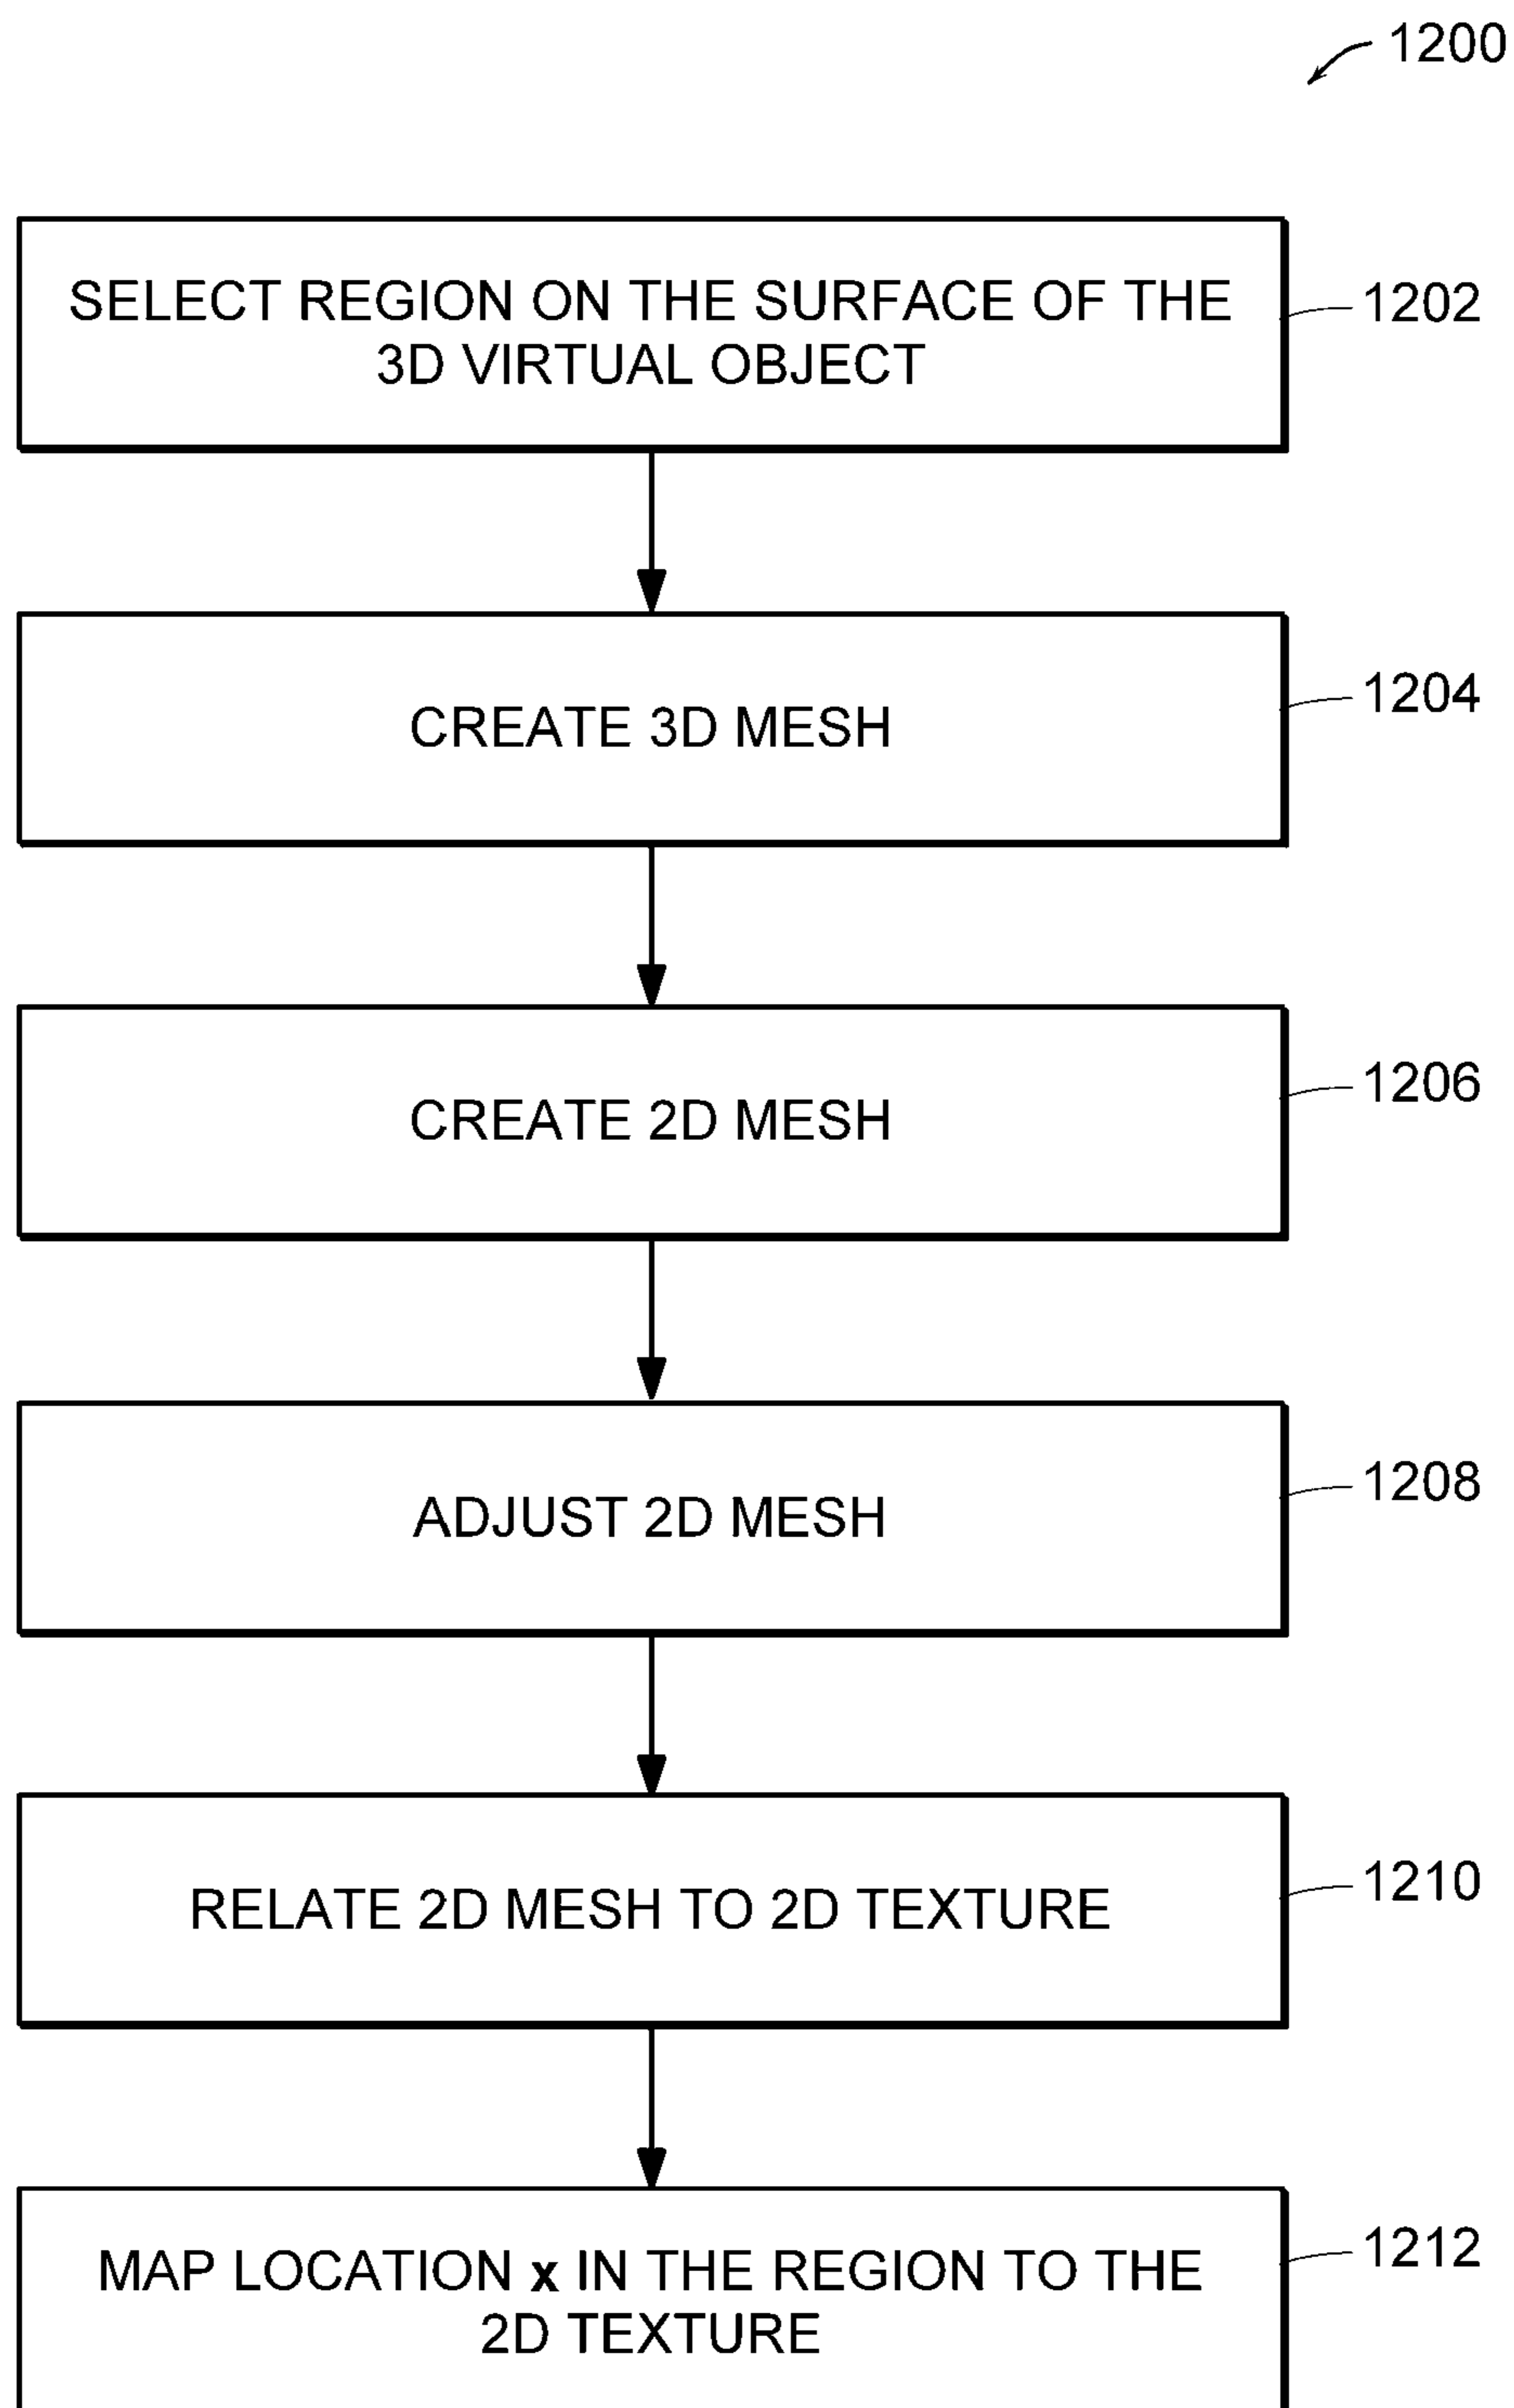 1200
SELECT REGION ON THE SURFACE OF THE
3D VIRTUAL OBJECT
1202
CREATE 3D MESH
1204
CREATE 2D MESH
1206
ADJUST 2D MESH
1208
RELATE 2D MESH TO 2D TEXTURE
1210
MAP LOCATION x IN THE REGION TO THE
2D TEXTURE
1212